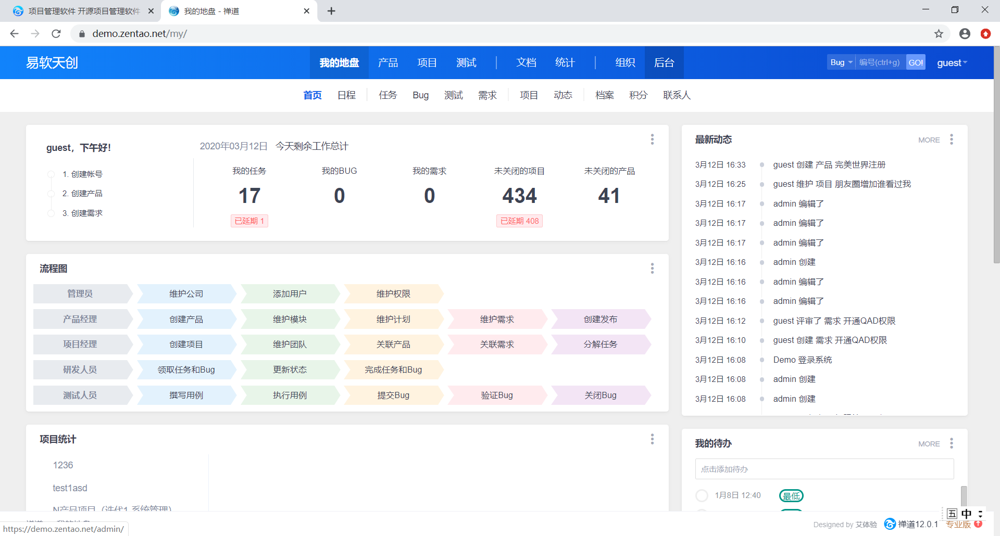 项目管理软件 开源项目管理软件
我的地盘 - 禅道
demo.zentao.net/my/
易软天创 我的地盘 产品 项目 测试 文档 统计 组织 后台 Bug 编号(ctrl+g) GO! guest
首页 日程 任务 Bug 测试 需求 项目 动态 档案 积分 联系人
guest，下午好！
1. 创建帐号
2. 创建产品
3. 创建需求
2020年03月12日 今天剩余工作总计
我的任务 我的BUG 我的需求 未关闭的项目 未关闭的产品
17 0 0 434 41
已延期 1 已延期 408
流程图
管理员 维护公司 添加用户 维护权限
产品经理 创建产品 维护模块 维护计划 维护需求 创建发布
项目经理 创建项目 维护团队 关联产品 关联需求 分解任务
研发人员 领取任务和Bug 更新状态 完成任务和Bug
测试人员 撰写用例 执行用例 提交Bug 验证Bug 关闭Bug
项目统计
1236
test1asd
N产品项目（迭代1-系统管理）
最新动态 MORE
3月12日 16:33 guest 创建 产品 完美世界注册
3月12日 16:25 guest 维护 项目 朋友圈增加谁看过我
3月12日 16:17 admin 编辑了
3月12日 16:17 admin 编辑了
3月12日 16:17 admin 编辑了
3月12日 16:16 admin 创建
3月12日 16:16 admin 编辑了
3月12日 16:16 admin 编辑了
3月12日 16:12 guest 评审了 需求 开通QAD权限
3月12日 16:10 guest 创建 需求 开通QAD权限
3月12日 16:08 Demo 登录系统
3月12日 16:08 admin 创建
3月12日 16:08 admin 创建
我的待办 MORE
点击添加待办
1月8日 12:40 最低
五 中
https://demo.zentao.net/admin/
Designed by 艾体验 禅道12.0.1 专业版